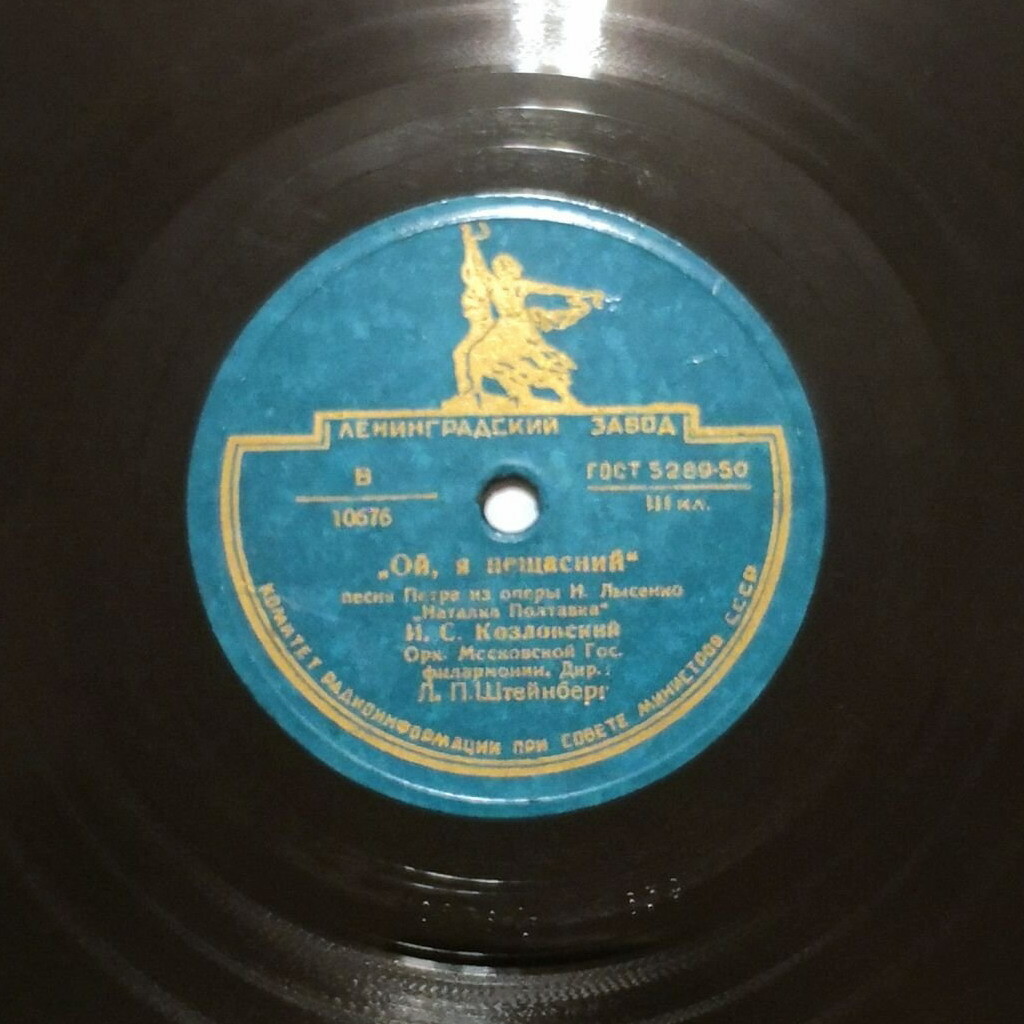 ЛЕНИНГРАДСКИЙ ЗАВОД
В
10676
ГОСТ 5289-50
III кл.
„Ой, я нещасний“
песня Петра из оперы Н. Лысенко
„Наталка Полтавка“
И. С. Козловский
Орк. Московской Гос.
филармонии. Дир.:
Л. П. Штейнберг
КОМИТЕТ РАДИОИНФОРМАЦИИ ПРИ СОВЕТЕ МИНИСТРОВ СССР